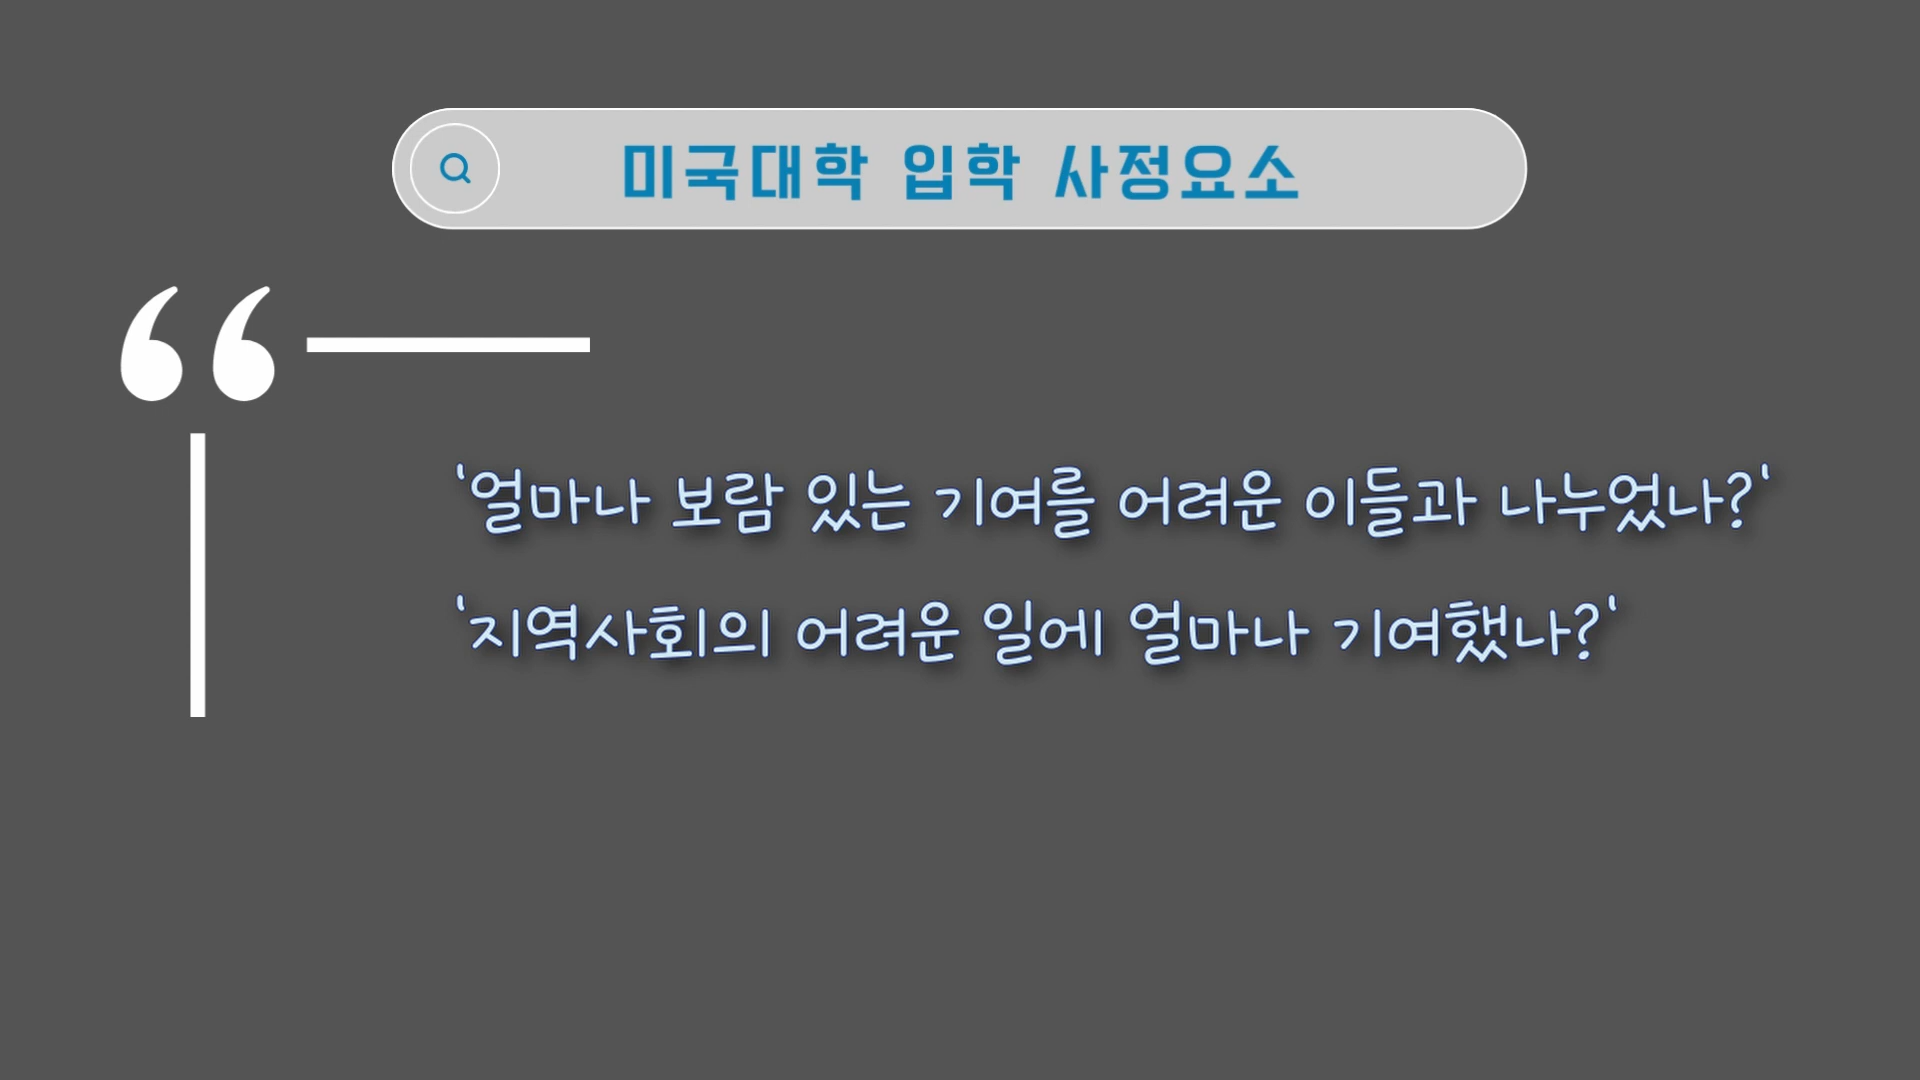 미국대학 입학 사정요소
“
‘얼마나 보람 있는 기여를 어려운 이들과 나누었나?‘
‘지역사회의 어려운 일에 얼마나 기여했나?‘